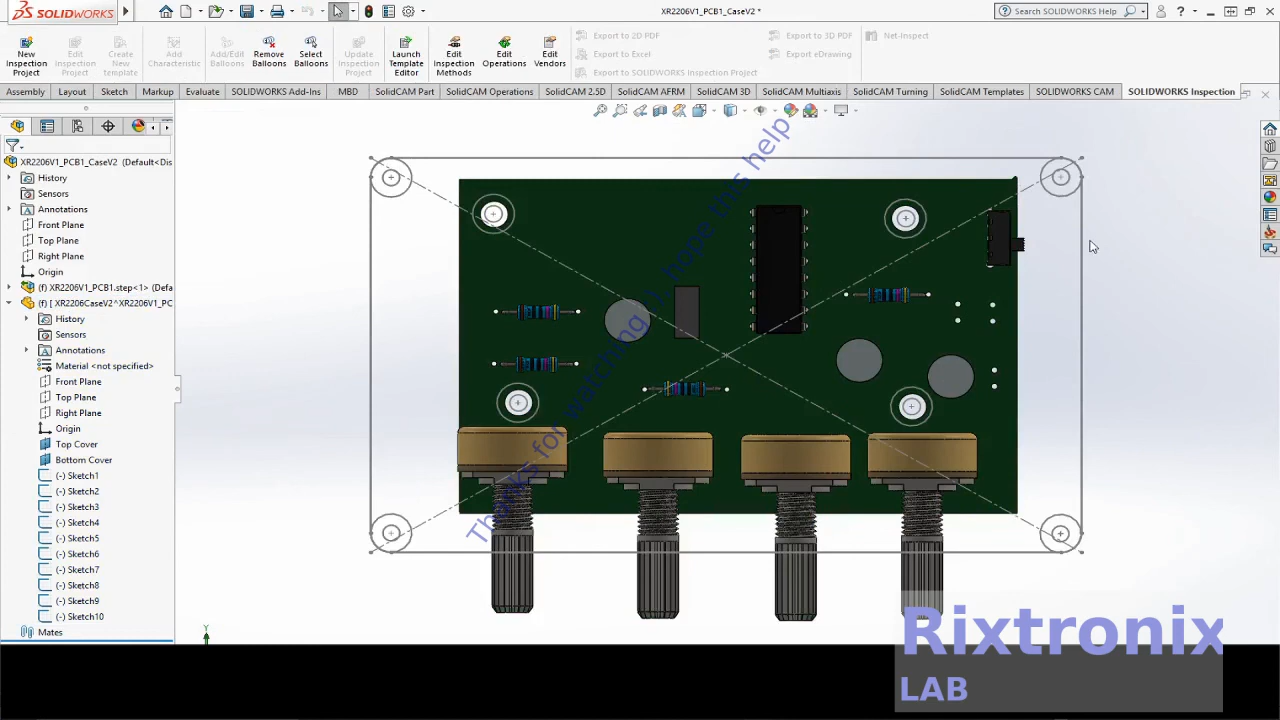 SOLIDWORKS
XR2206V1_PCB1_CaseV2 *
Search SOLIDWORKS Help
New Inspection Project
Edit Inspection Project
Create New template
Add Characteristic
Add/Edit Balloons
Remove Balloons
Select Balloons
Update Inspection Project
Launch Template Editor
Edit Inspection Methods
Edit Operations
Edit Vendors
Export to 2D PDF
Export to Excel
Export to SOLIDWORKS Inspection Project
Export to 3D PDF
Export eDrawing
Net-Inspect
Assembly Layout Sketch Markup Evaluate SOLIDWORKS Add-Ins MBD SolidCAM Part SolidCAM Operations SolidCAM 2.5D SolidCAM AFRM SolidCAM 3D SolidCAM Multiaxis SolidCAM Turning SolidCAM Templates SOLIDWORKS CAM SOLIDWORKS Inspection
XR2206V1_PCB1_CaseV2 (Default<Dis
History
Sensors
Annotations
Front Plane
Top Plane
Right Plane
Origin
(f) XR2206V1_PCB1.step<1> (Defau
(f) [ XR2206CaseV2^XR2206V1_PC
History
Sensors
Annotations
Material <not specified>
Front Plane
Top Plane
Right Plane
Origin
Top Cover
Bottom Cover
(-) Sketch1
(-) Sketch2
(-) Sketch3
(-) Sketch4
(-) Sketch5
(-) Sketch6
(-) Sketch7
(-) Sketch8
(-) Sketch9
(-) Sketch10
Mates
Y
Thanks for watching :), hope this help
Rixtronix
LAB